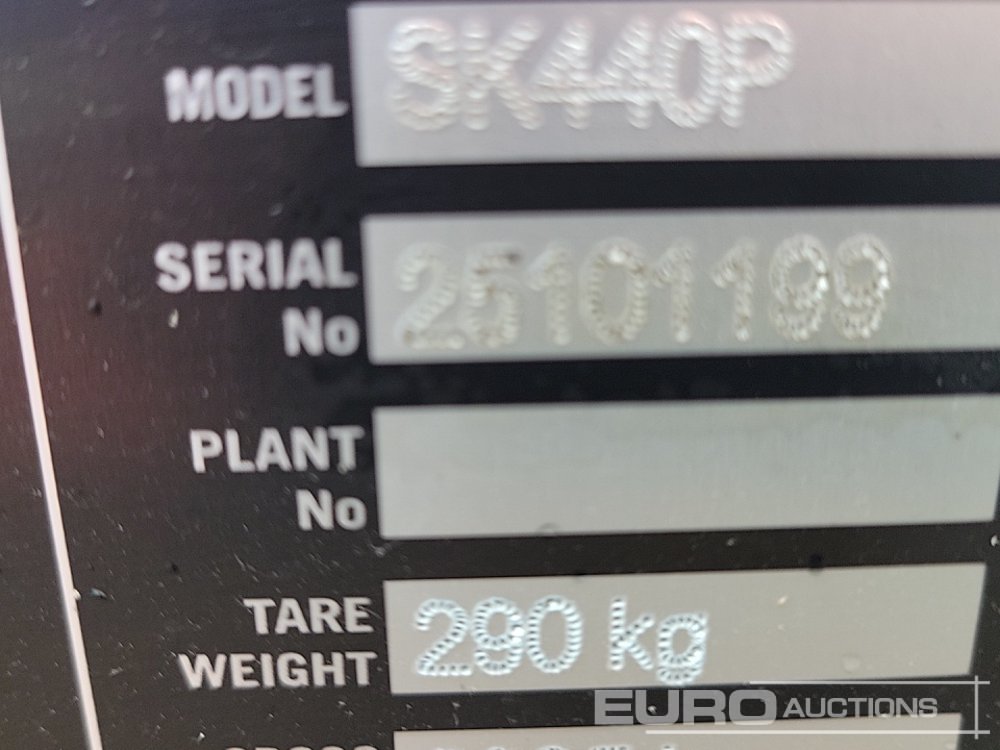 MODEL SK440P
SERIAL No 25101199
PLANT No
TARE WEIGHT 290 kg
EURO AUCTIONS